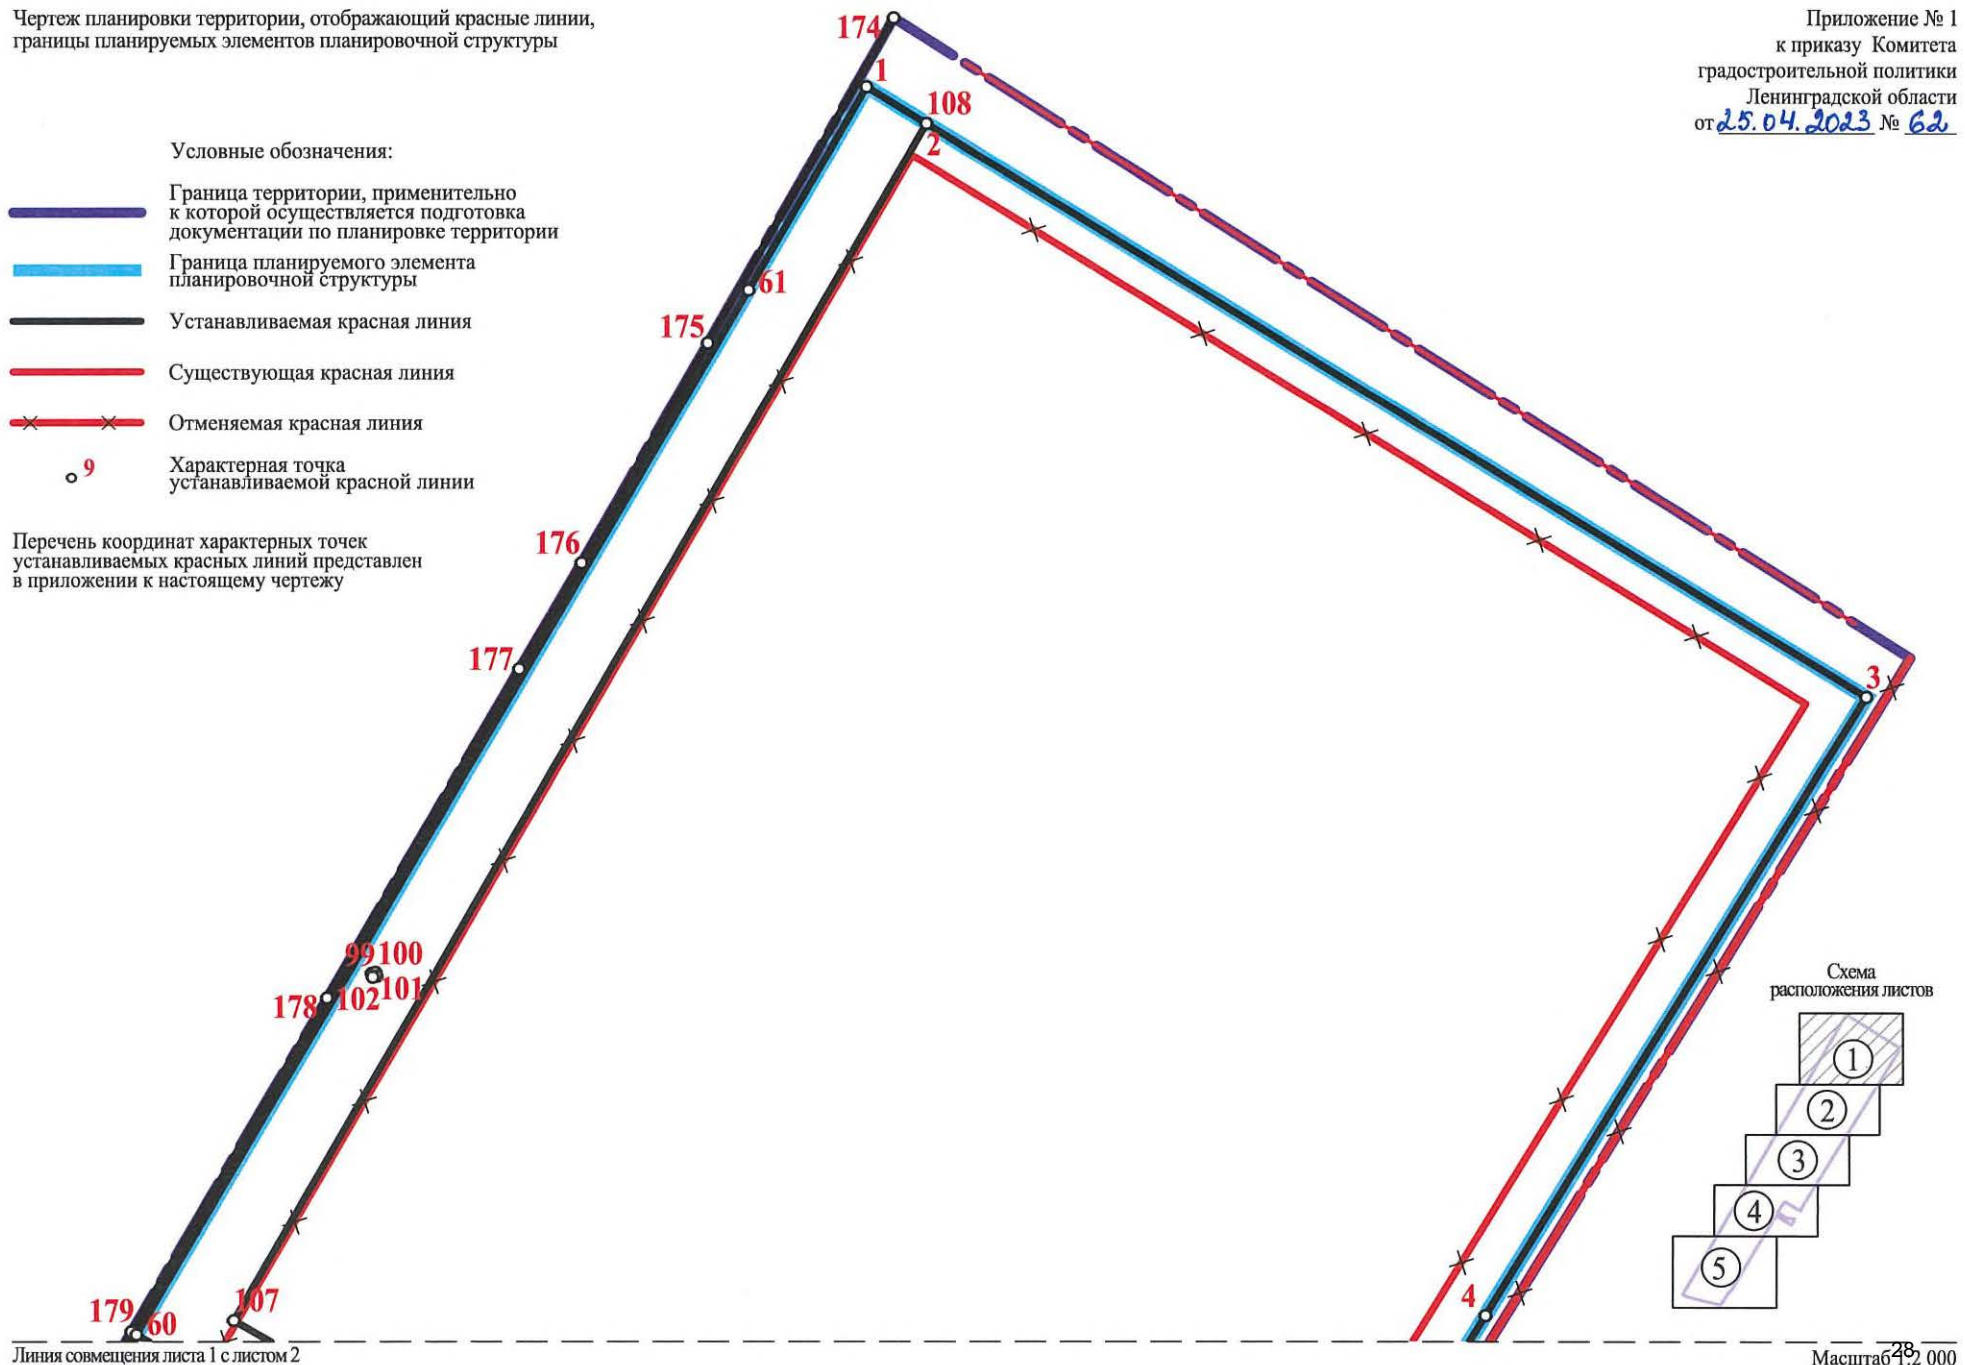 Чертеж планировки территории, отображающий красные линии,
границы планируемых элементов планировочной структуры
Приложение № 1
к приказу Комитета
градостроительной политики
Ленинградской области
от 25.04.2023 № 62
Условные обозначения:
Граница территории, применительно
к которой осуществляется подготовка
документации по планировке территории
Граница планируемого элемента
планировочной структуры
Устанавливаемая красная линия
Существующая красная линия
Отменяемая красная линия
9
Характерная точка
устанавливаемой красной линии
Перечень координат характерных точек
устанавливаемых красных линий представлен
в приложении к настоящему чертежу
174
1
108
2
61
175
176
177
3
99 100
102 101
178
4
107
179 60
Схема
расположения листов
1
2
3
4
5
Линия совмещения листа 1 с листом 2
28
Масштаб 2 000